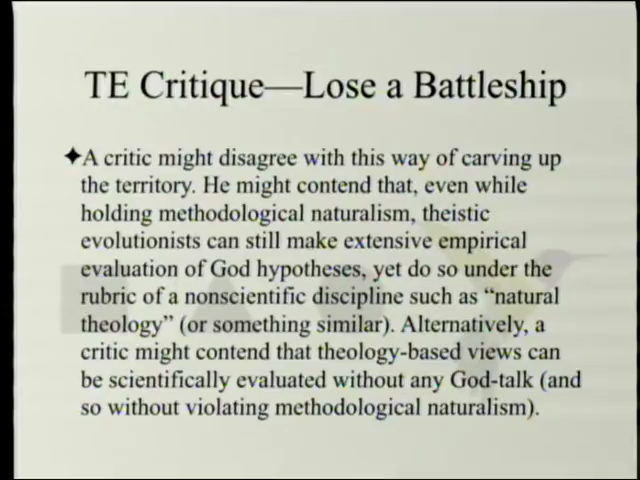 TE Critique—Lose a Battleship
✦A critic might disagree with this way of carving up
the territory. He might contend that, even while
holding methodological naturalism, theistic
evolutionists can still make extensive empirical
evaluation of God hypotheses, yet do so under the
rubric of a nonscientific discipline such as “natural
theology” (or something similar). Alternatively, a
critic might contend that theology-based views can
be scientifically evaluated without any God-talk (and
so without violating methodological naturalism).